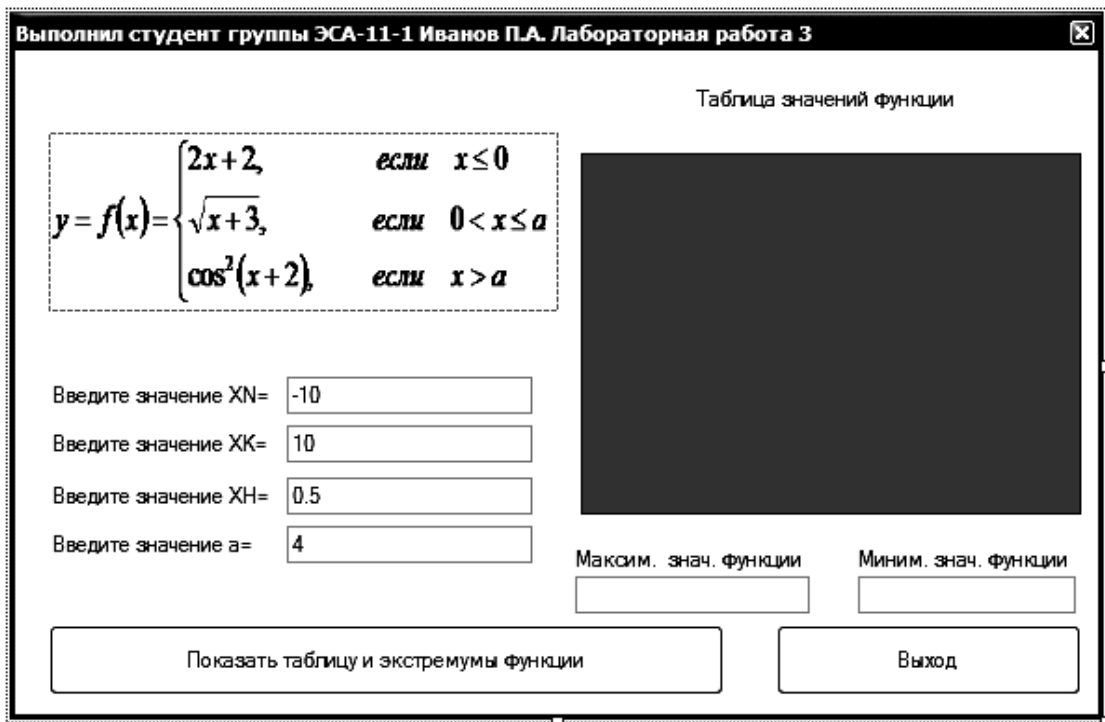 Выполнил студент группы ЭСА-11-1 Иванов П.А. Лабораторная работа 3
Таблица значений функции
2x+2, если x≤0
y=f(x)={√(x+3), если 0<x≤a
cos²(x+2), если x>a
Введите значение XN= -10
Введите значение XK= 10
Введите значение XH= 0.5
Введите значение a= 4
Максим. знач. функции Миним. знач. функции
Показать таблицу и экстремумы функции Выход